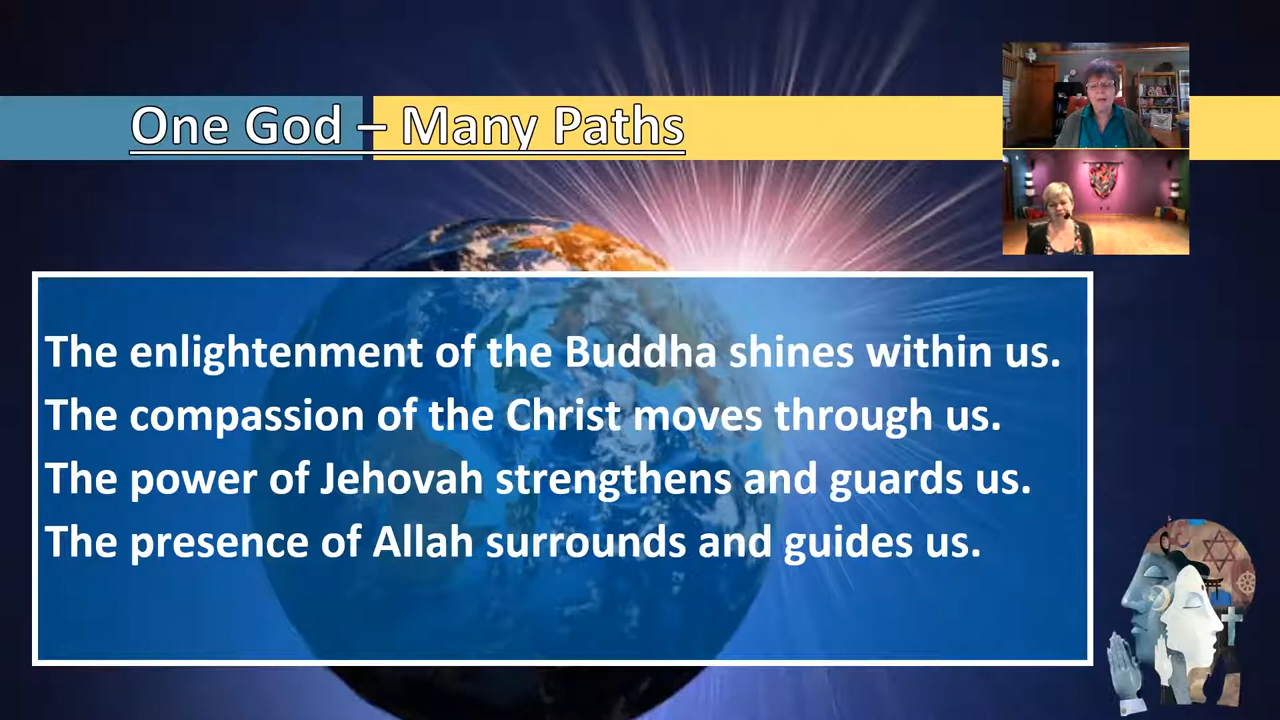 One God – Many Paths
The enlightenment of the Buddha shines within us.
The compassion of the Christ moves through us.
The power of Jehovah strengthens and guards us.
The presence of Allah surrounds and guides us.